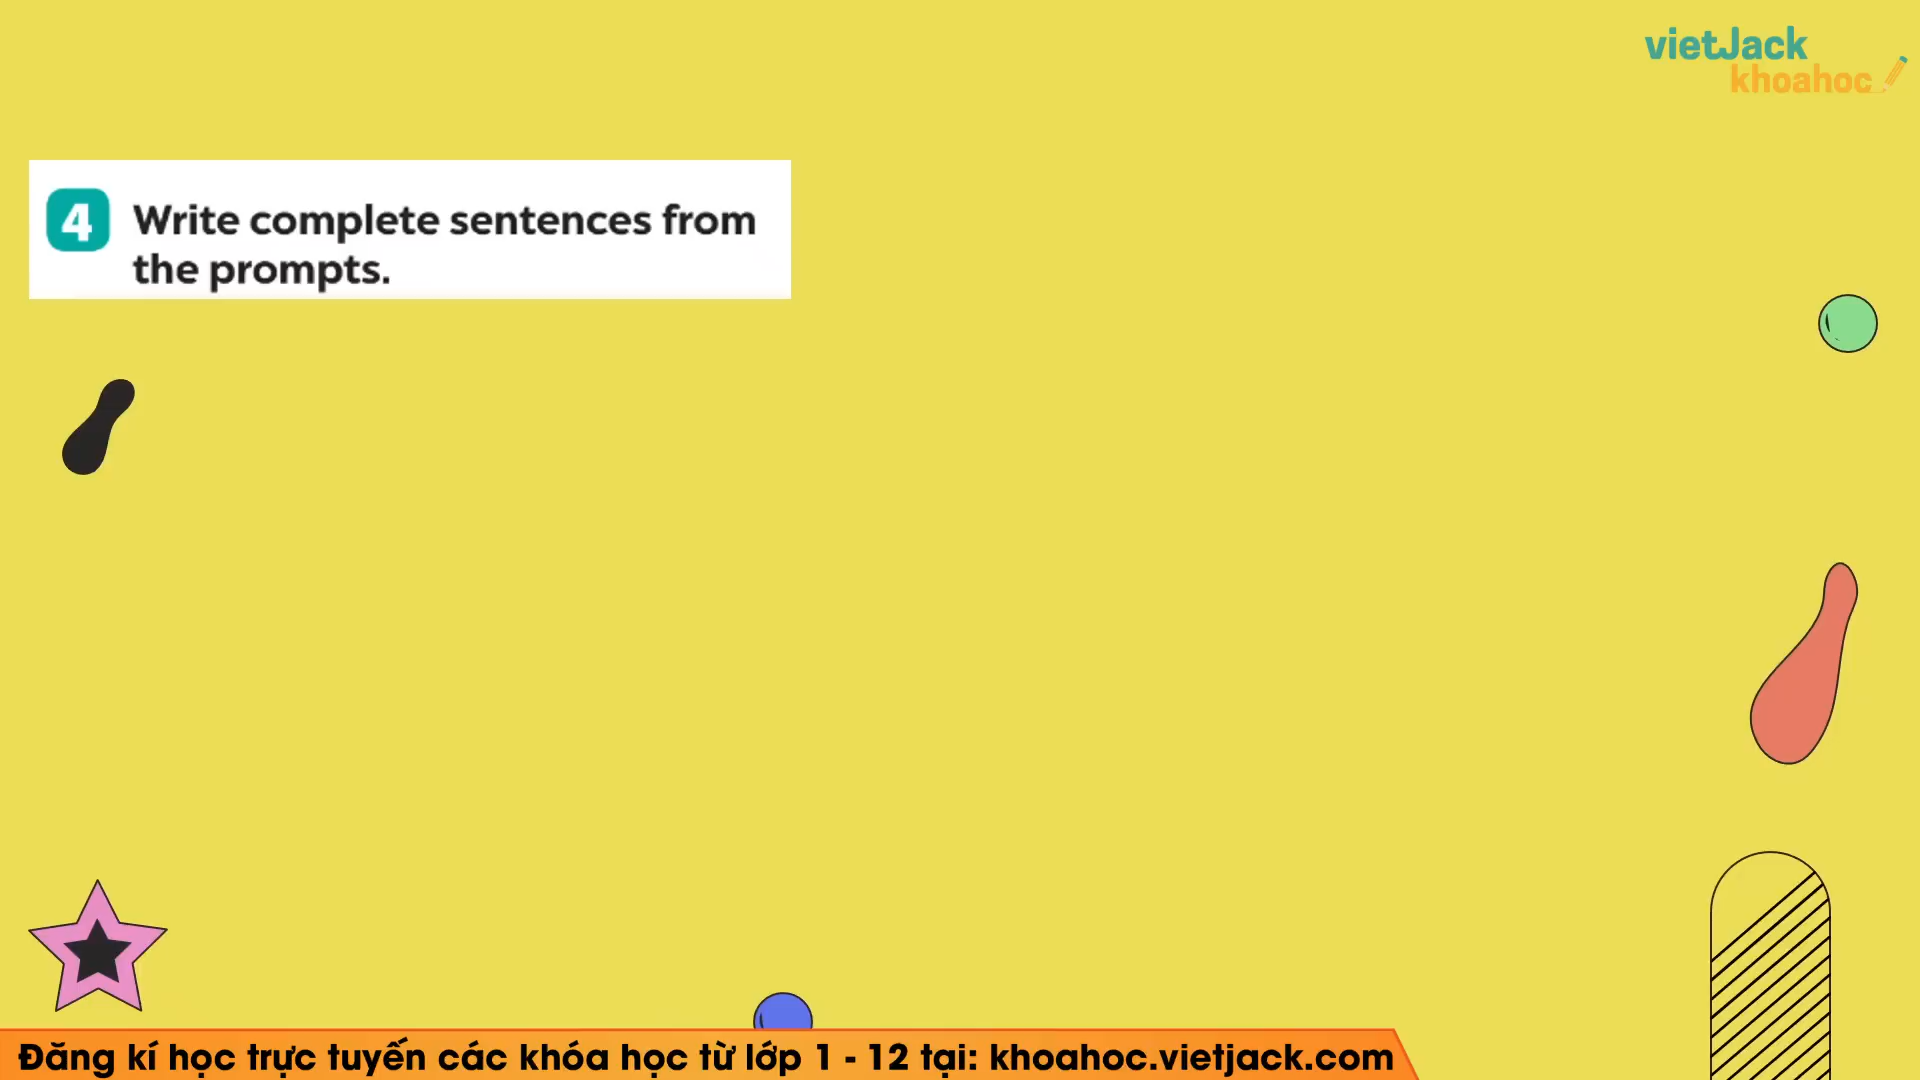 vietJack
khoahoc
4 Write complete sentences from
the prompts.
Đăng kí học trực tuyến các khóa học từ lớp 1 - 12 tại: khoahoc.vietjack.com